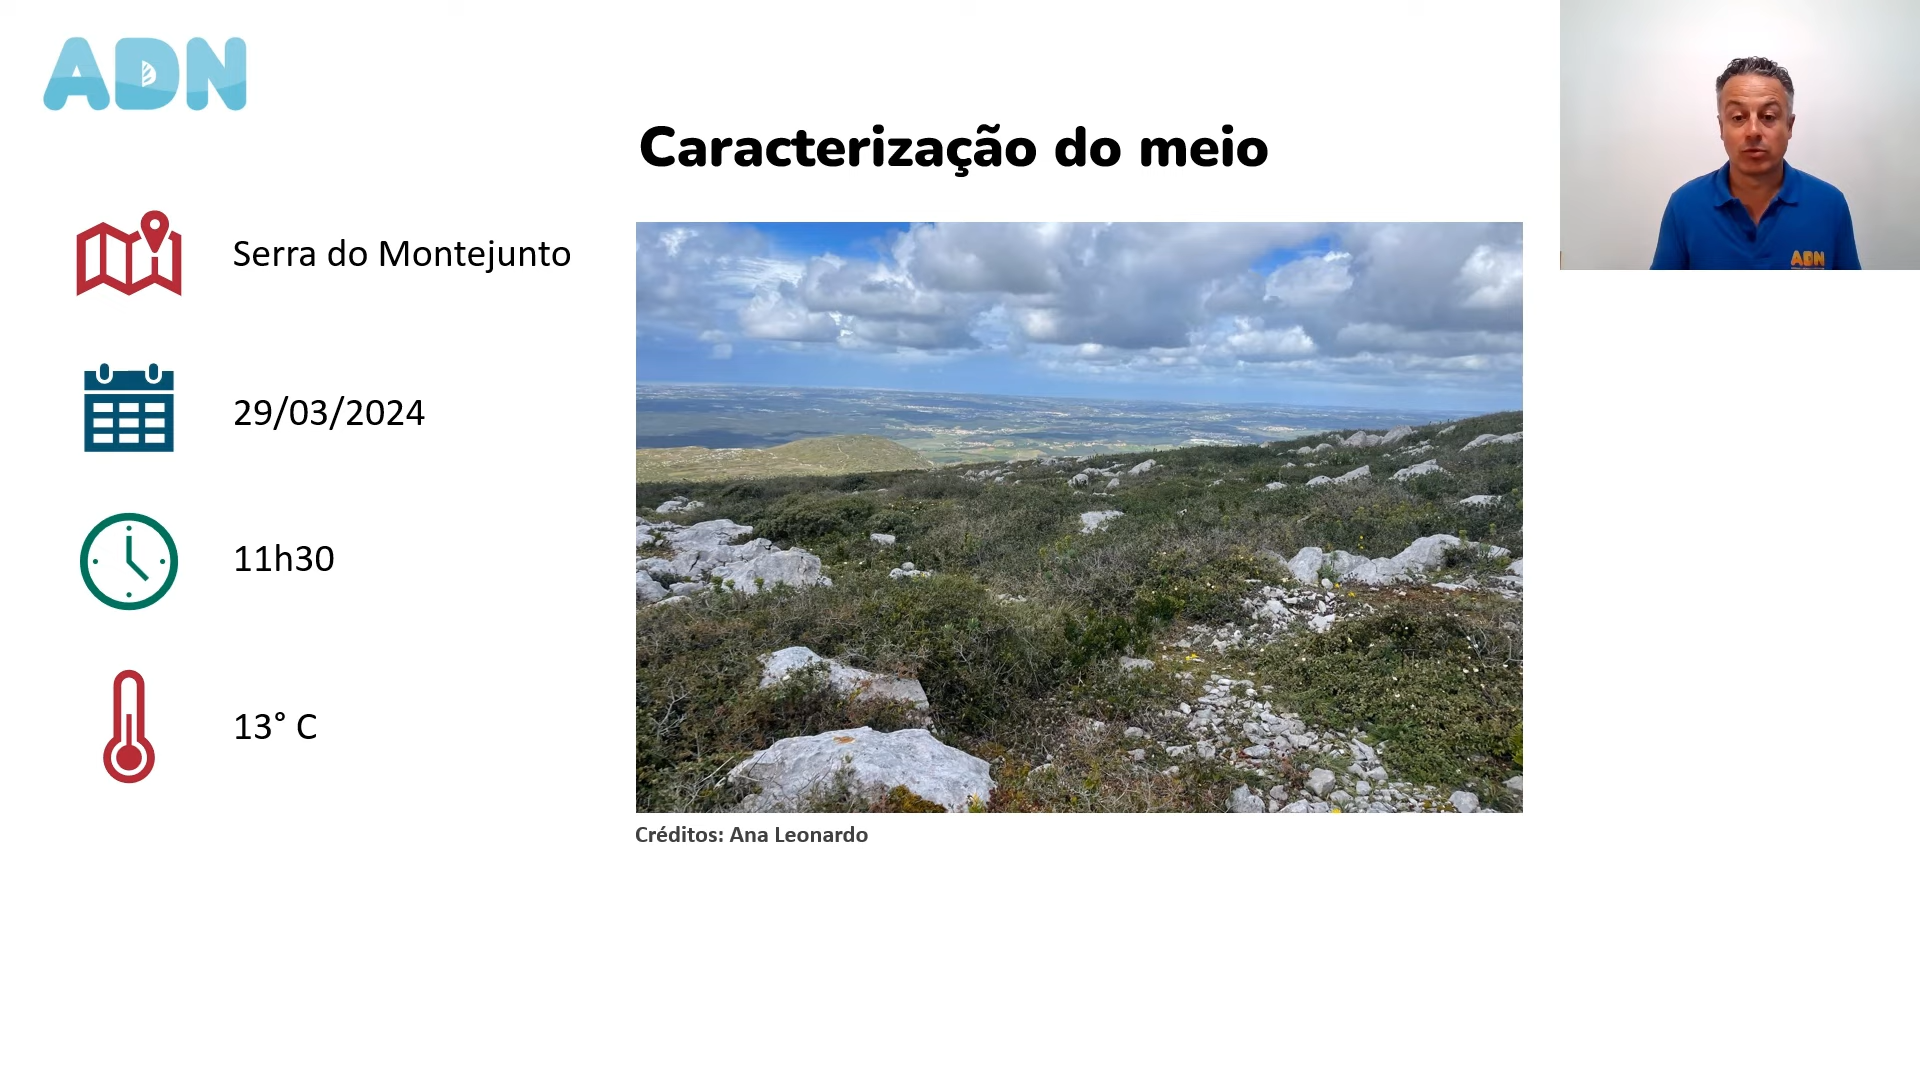 ADN
Caracterização do meio
Serra do Montejunto
29/03/2024
11h30
13° C
Créditos: Ana Leonardo
ADN